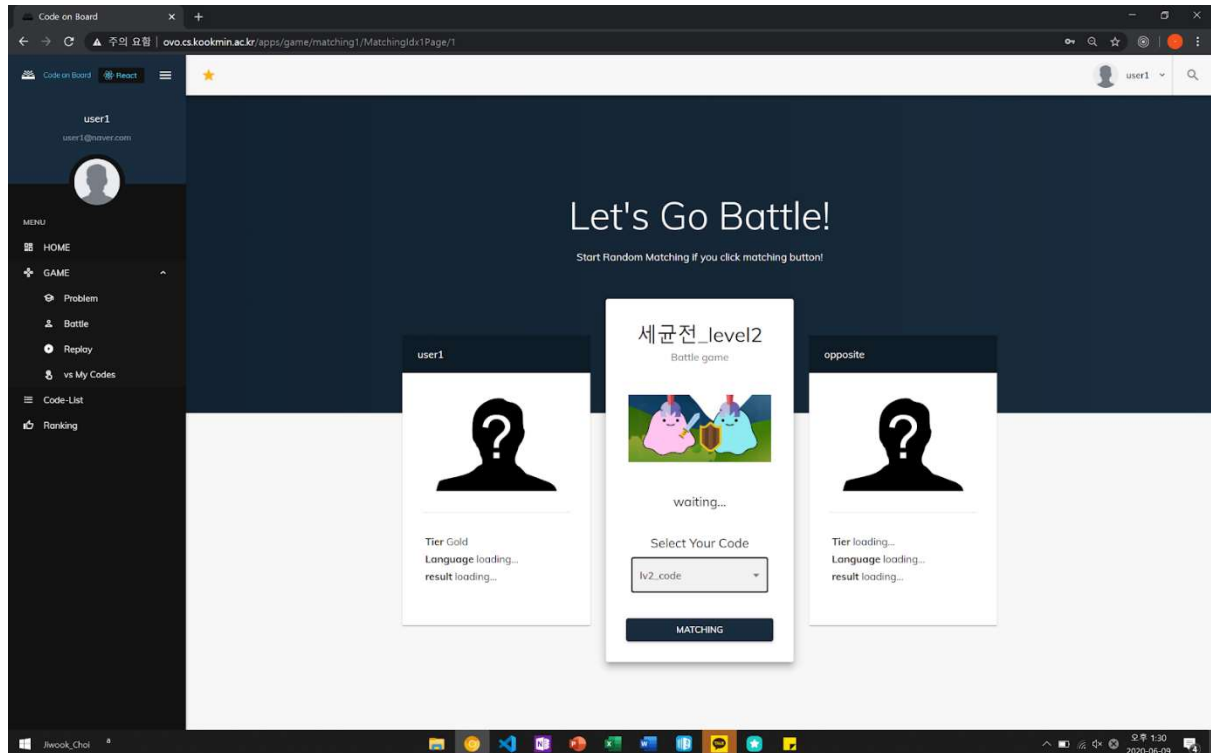 Code on Board
주의 요함 | ovo.cs.kookmin.ac.kr/apps/game/matching1/MatchingIdx1Page/1
Code on Board React
user1
user1
user1@naver.com
MENU
HOME
GAME
Problem
Battle
Replay
vs My Codes
Code-List
Ranking
Let's Go Battle!
Start Random Matching if you click matching button!
user1
?
Tier Gold
Language loading...
result loading...
세균전_level2
Battle game
waiting...
Select Your Code
lv2_code
MATCHING
opposite
?
Tier loading...
Language loading...
result loading...
Jiwook_Choi
오후 1:30
2020-06-09